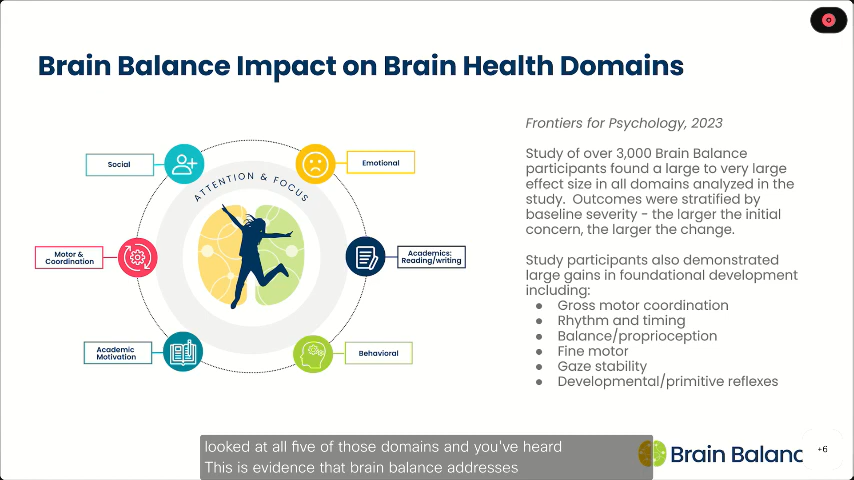 Brain Balance Impact on Brain Health Domains
Frontiers for Psychology, 2023
Study of over 3,000 Brain Balance
participants found a large to very large
effect size in all domains analyzed in the
study. Outcomes were stratified by
baseline severity - the larger the initial
concern, the larger the change.
Study participants also demonstrated
large gains in foundational development
including:
● Gross motor coordination
● Rhythm and timing
● Balance/proprioception
● Fine motor
● Gaze stability
● Developmental/primitive reflexes
Social
Emotional
ATTENTION & FOCUS
Motor &
Coordination
Academics:
Reading/writing
Academic
Motivation
Behavioral
looked at all five of those domains and you've heard
This is evidence that brain balance addresses
Brain Balanc
+6